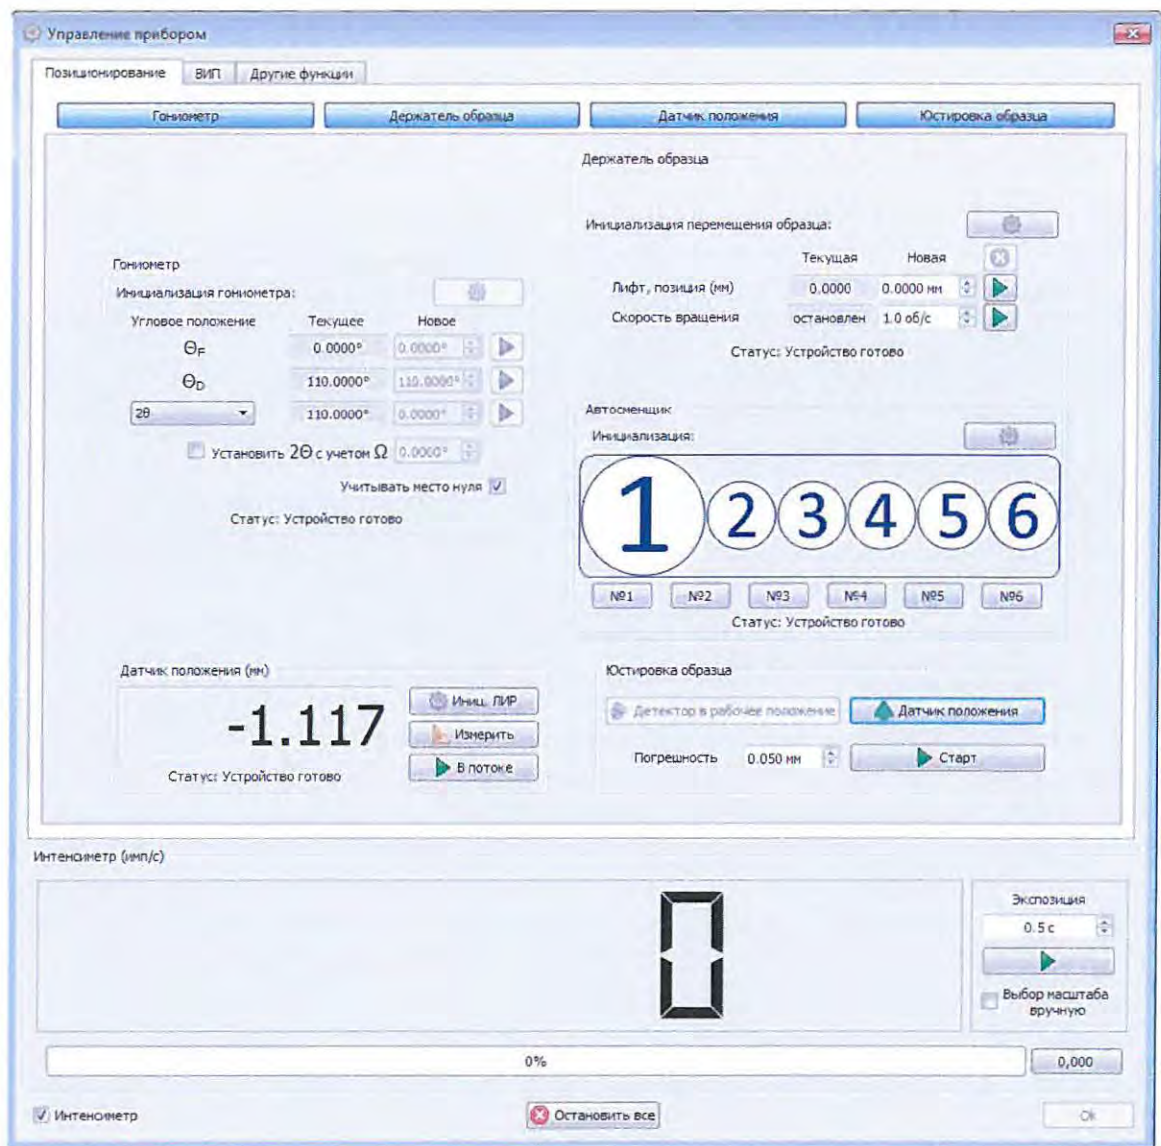 Управление прибором
Позиционирование ВИП Другие функции
Гониометр Держатель образца Датчик положения Юстировка образца
Держатель образца
Инициализация перемещения образца:
Текущая Новая
Лифт, позиция (мм) 0.0000 0.0000 мм
Скорость вращения остановлен 1.0 об/с
Статус: Устройство готово
Гониометр
Инициализация гониометра:
Угловое положение Текущее Новое
ΘF 0.0000° 0.0000°
ΘD 110.0000° 110.0000°
2θ 110.0000° 0.0000°
Установить 2Θ с учетом Ω 0.0000°
Учитывать место нуля
Статус: Устройство готово
Автосменщик
Инициализация:
1 2 3 4 5 6
№1 №2 №3 №4 №5 №6
Статус: Устройство готово
Датчик положения (мм)
-1.117
Иниц. ЛИР
Измерить
В потоке
Статус: Устройство готово
Юстировка образца
Детектор в рабочее положение Датчик положения
Погрешность 0.050 мм Старт
Интенсиметр (имп/с)
0
Экспозиция
0.5 с
Выбор масштаба
вручную
0% 0,000
Интенсиметр Остановить все Ok